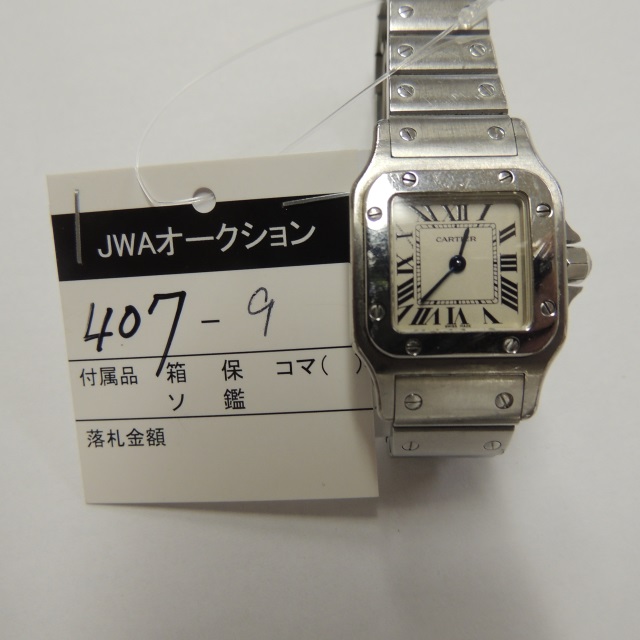 JWAオークション
407-9
付属品 箱 保 コマ( )
ソ 鑑
落札金額
XII
CARTIER